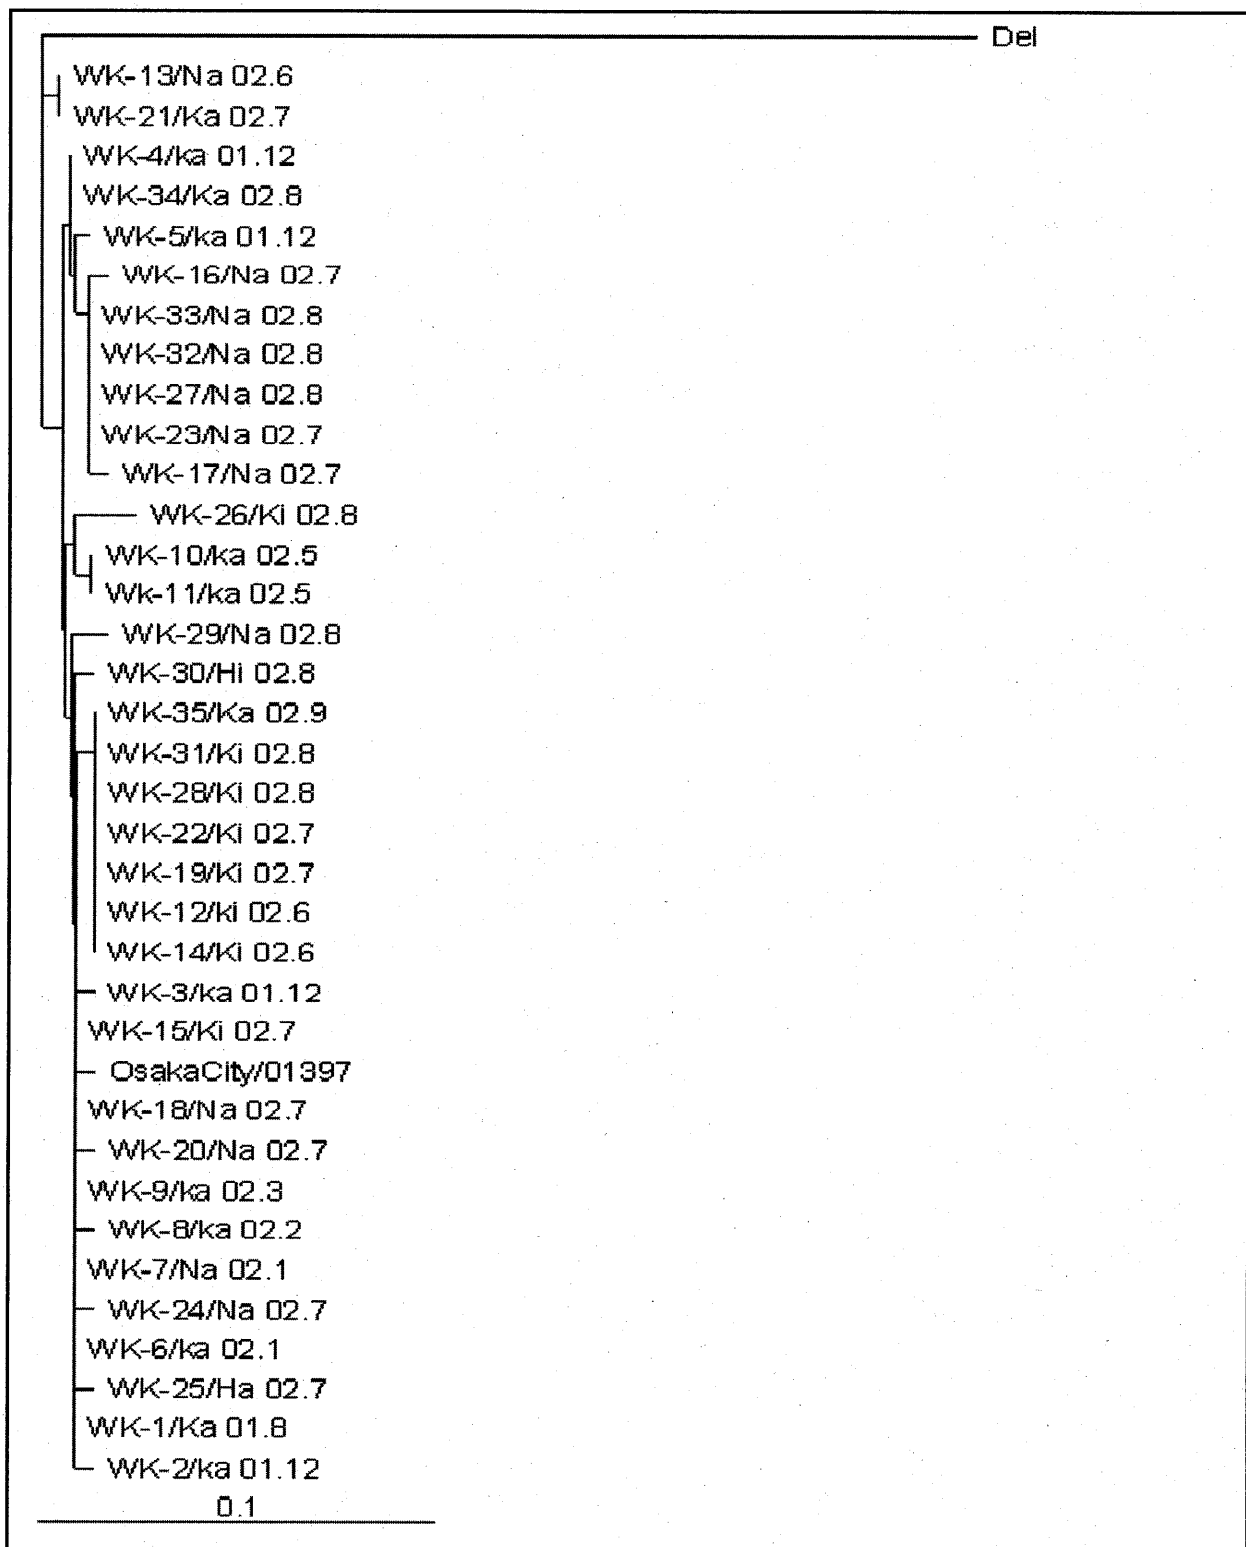 Del
WK-13/Na 02.6
WK-21/Ka 02.7
WK-4/ka 01.12
WK-34/Ka 02.8
WK-5/ka 01.12
WK-16/Na 02.7
WK-33/Na 02.8
WK-32/Na 02.8
WK-27/Na 02.8
WK-23/Na 02.7
WK-17/Na 02.7
WK-26/Ki 02.8
WK-10/ka 02.5
Wk-11/ka 02.5
WK-29/Na 02.8
WK-30/Hi 02.8
WK-35/Ka 02.9
WK-31/Ki 02.8
WK-28/Ki 02.8
WK-22/Ki 02.7
WK-19/Ki 02.7
WK-12/ki 02.6
WK-14/Ki 02.6
WK-3/ka 01.12
WK-15/Ki 02.7
OsakaCity/01397
WK-18/Na 02.7
WK-20/Na 02.7
WK-9/ka 02.3
WK-8/ka 02.2
WK-7/Na 02.1
WK-24/Na 02.7
WK-6/ka 02.1
WK-25/Ha 02.7
WK-1/Ka 01.8
WK-2/ka 01.12
0.1